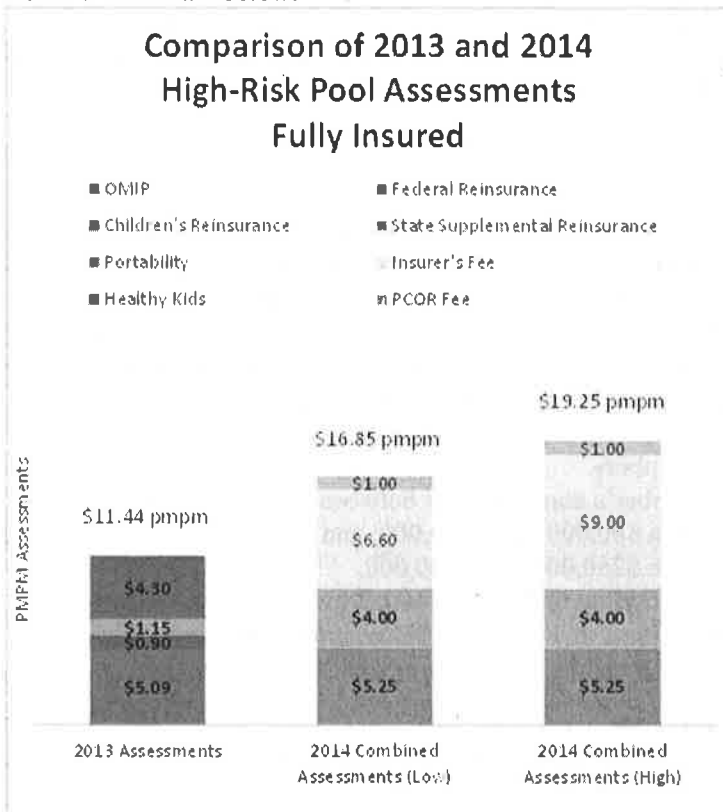 Comparison of 2013 and 2014
High-Risk Pool Assessments
Fully Insured
OMIP
Federal Reinsurance
Children's Reinsurance
State Supplemental Reinsurance
Portability
Insurer's Fee
Healthy Kids
PCOR Fee
PMPM Assessments
$11.44 pmpm
$4.30
$1.15
$0.90
$5.09
2013 Assessments
$16.85 pmpm
$1.00
$6.60
$4.00
$5.25
2014 Combined
Assessments (Low)
$19.25 pmpm
$1.00
$9.00
$4.00
$5.25
2014 Combined
Assessments (High)